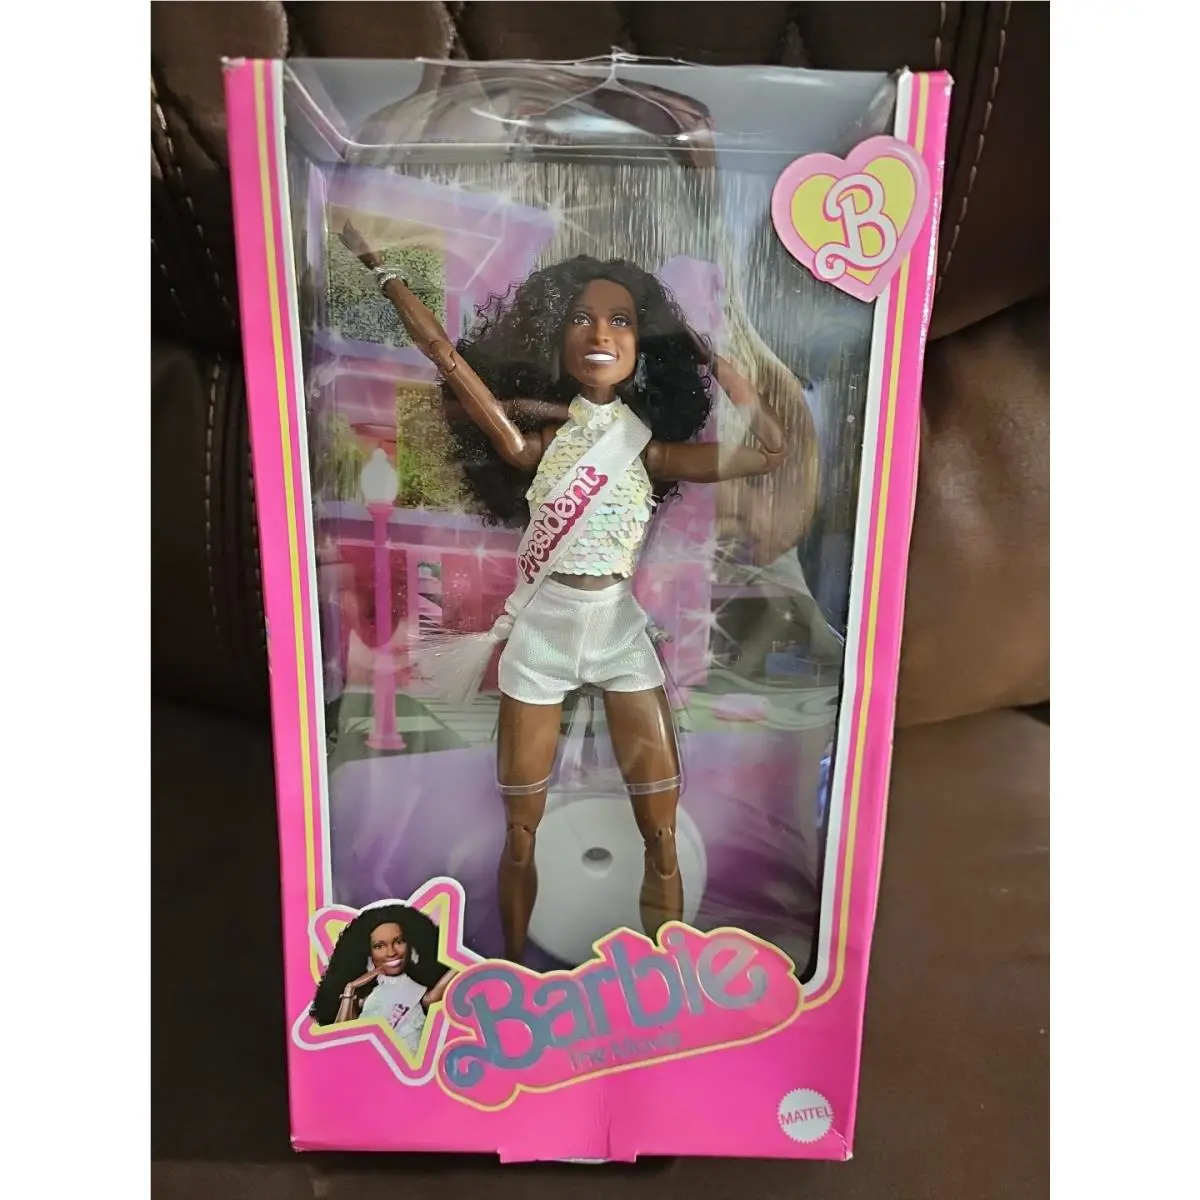 B
President
Barbie
The Movie
MATTEL